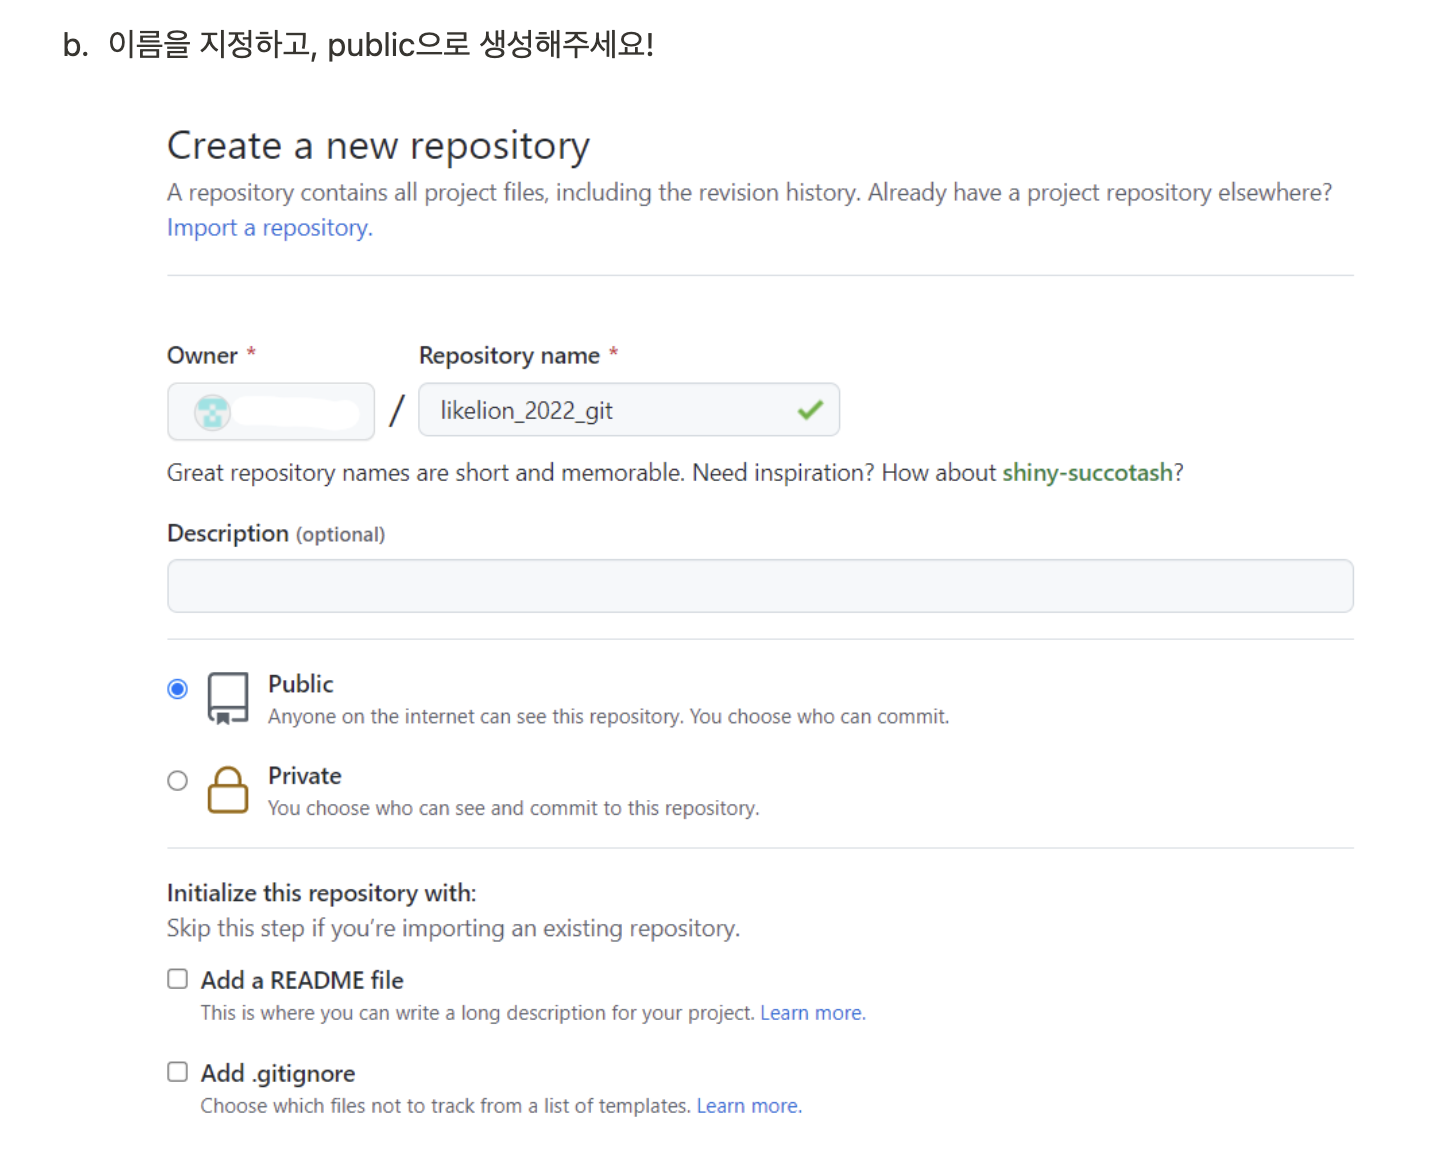 b. 이름을 지정하고, public으로 생성해주세요!
Create a new repository
A repository contains all project files, including the revision history. Already have a project repository elsewhere?
Import a repository.
Owner *
Repository name *
/
likelion_2022_git
Great repository names are short and memorable. Need inspiration? How about shiny-succotash?
Description (optional)
Public
Anyone on the internet can see this repository. You choose who can commit.
Private
You choose who can see and commit to this repository.
Initialize this repository with:
Skip this step if you're importing an existing repository.
Add a README file
This is where you can write a long description for your project. Learn more.
Add .gitignore
Choose which files not to track from a list of templates. Learn more.